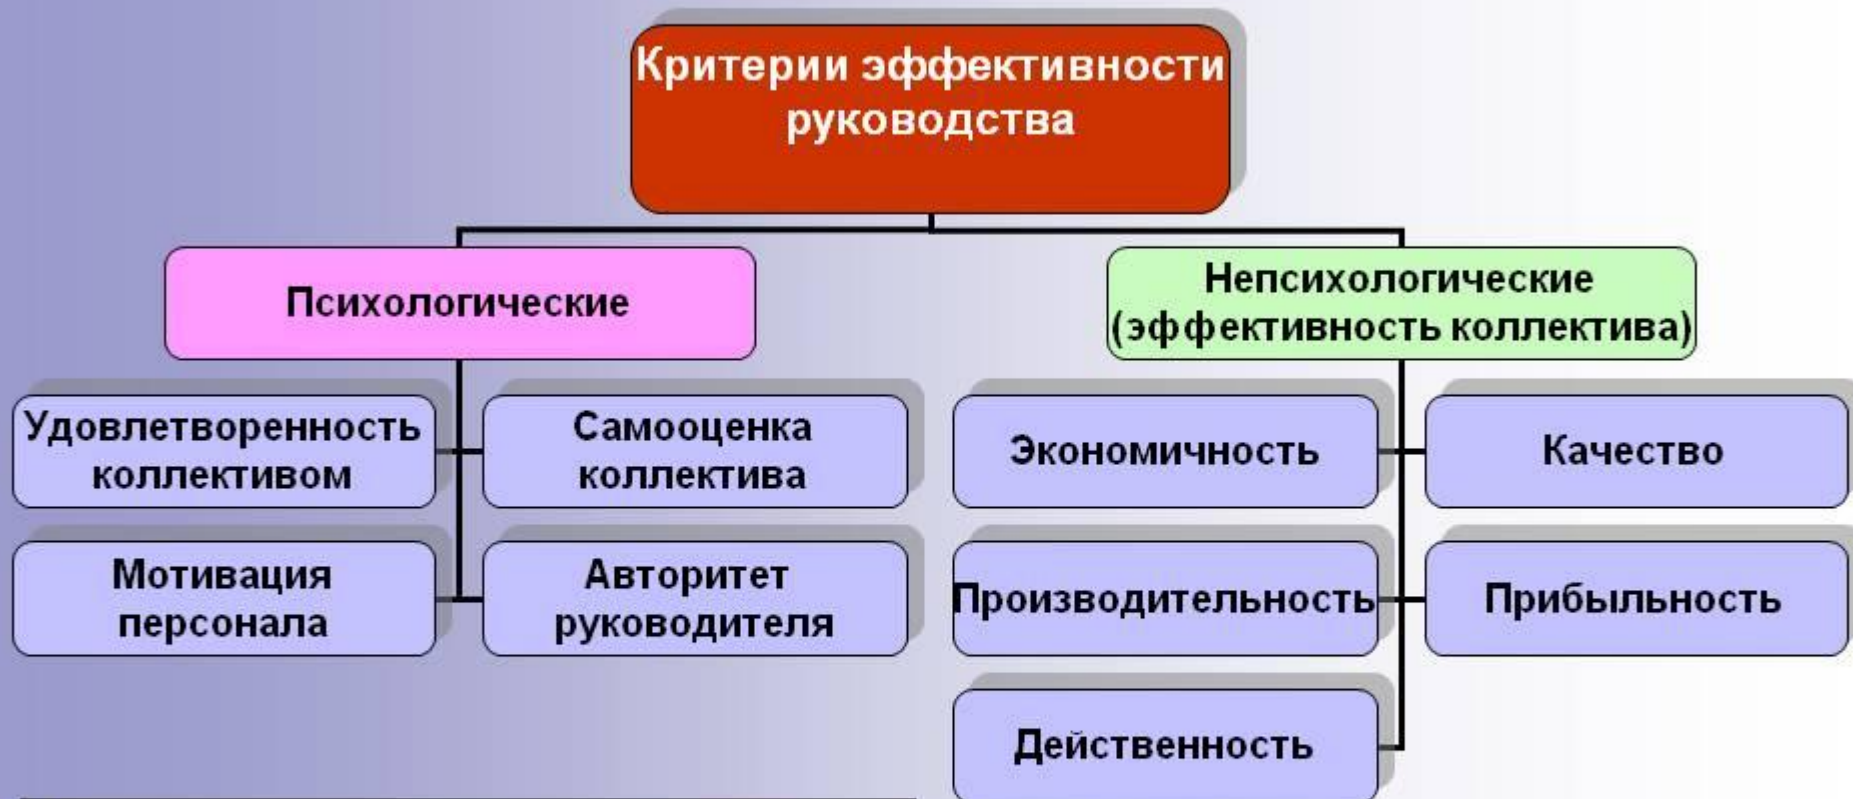 Критерии эффективности
руководства
Психологические
Непсихологические
(эффективность коллектива)
Удовлетворенность
коллективом
Самооценка
коллектива
Экономичность
Качество
Мотивация
персонала
Авторитет
руководителя
Производительность
Прибыльность
Действенность